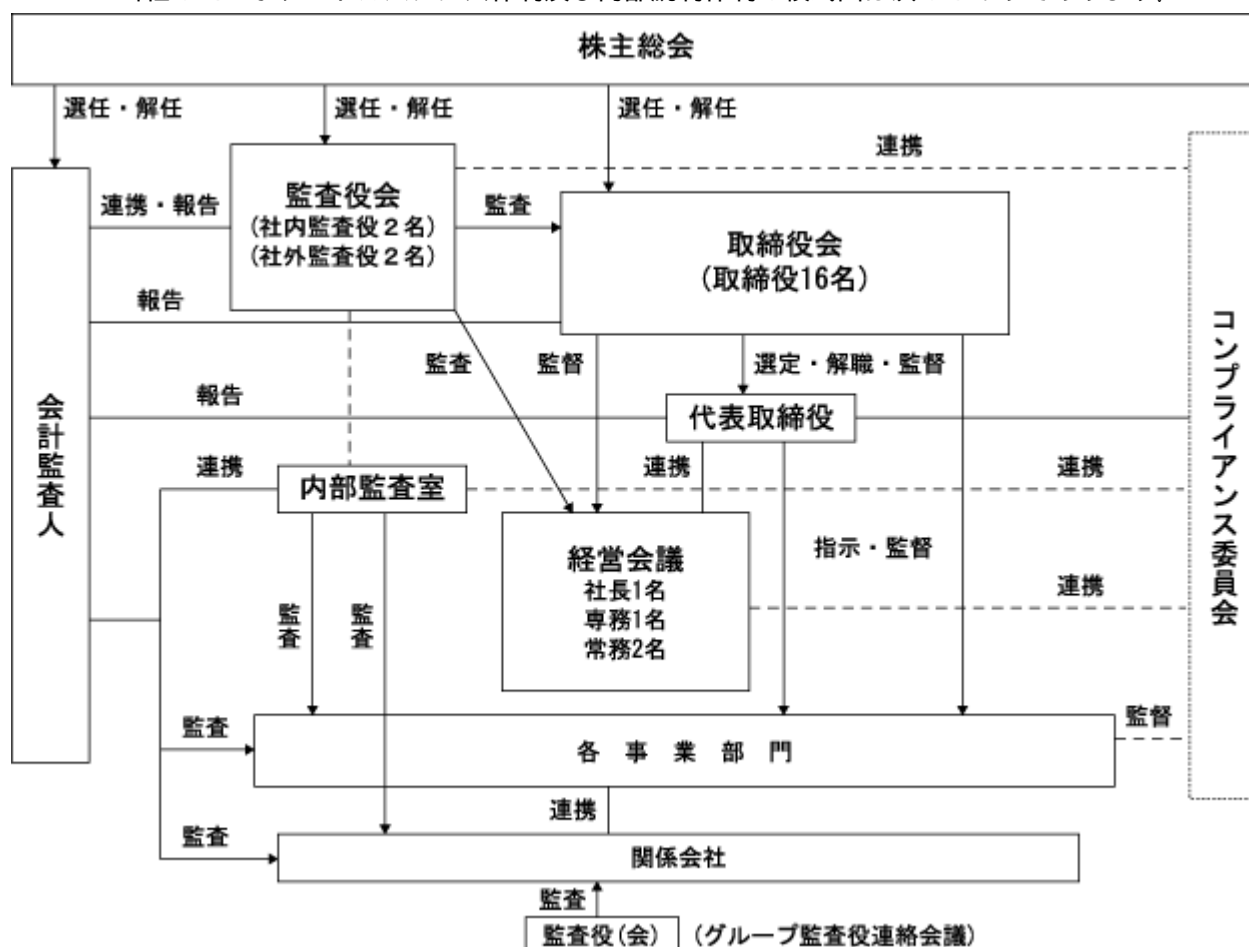 株主総会
選任・解任
選任・解任
選任・解任
連携
監査役会
(社内監査役2名)
(社外監査役2名)
連携・報告
監査
取締役会
(取締役16名)
報告
コンプライアンス委員会
会計監査人
監査
監督
選定・解職・監督
報告
代表取締役
連携
内部監査室
連携
連携
経営会議
社長1名
専務1名
常務2名
指示・監督
連携
監査
監査
監査
各事業部門
監督
連携
監査
関係会社
監査
監査役(会)
(グループ監査役連絡会議)